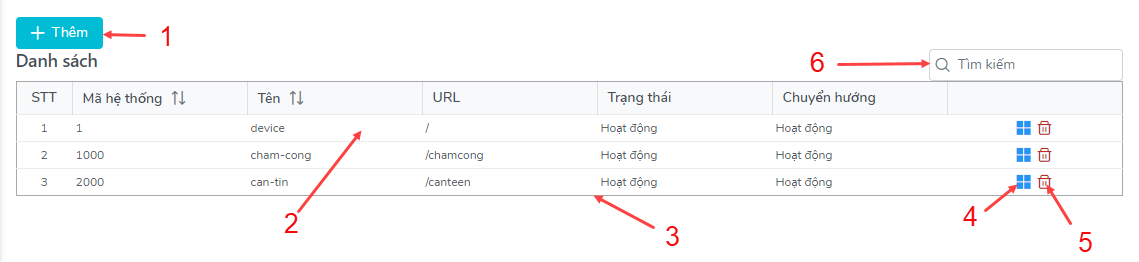 Thêm
1
Danh sách
6
Tìm kiếm
STT Mã hệ thống Tên URL Trạng thái Chuyển hướng
1 1 device / Hoạt động Hoạt động
2 1000 cham-cong /chamcong Hoạt động Hoạt động
3 2000 can-tin /canteen Hoạt động Hoạt động
2
3
4
5